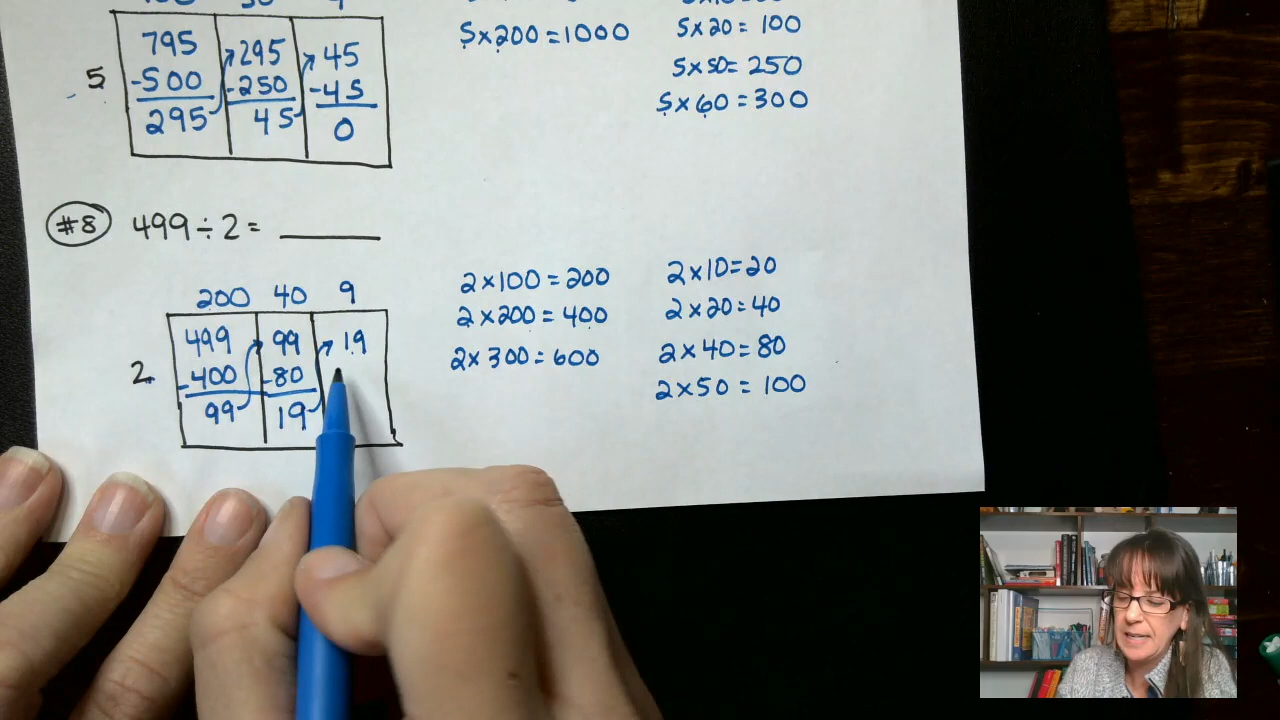 5×200=1000
5×20=100
5×50=250
5×60=300
5
795 295 45
-500 -250 -45
295 45 0
#8 499÷2= ______
200 40 9
2
499 99 19
-400 -80
99 19
2×100=200
2×200=400
2×300=600
2×10=20
2×20=40
2×40=80
2×50=100